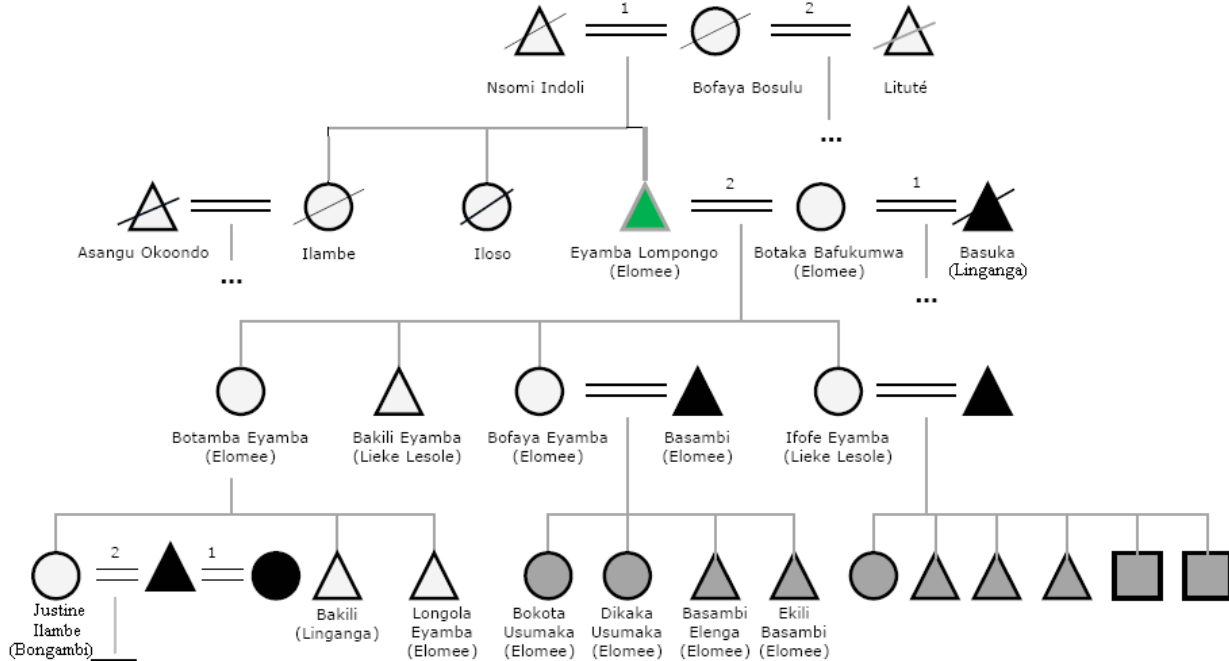 1
2
Nsomi Indoli
Bofaya Bosulu
Lituté
...
2
1
Asangu Okoondo
Ilambe
Iloso
Eyamba Lompongo
(Elomee)
Botaka Bafukumwa
(Elomee)
Basuka
(Linganga)
...
...
Botamba Eyamba
(Elomee)
Bakili Eyamba
(Lieke Lesole)
Bofaya Eyamba
(Elomee)
Basambi
(Elomee)
Ifofe Eyamba
(Lieke Lesole)
2
1
Justine
Ilambe
(Bongambi)
Bakili
(Linganga)
Longola
Eyamba
(Elomee)
Bokota
Usumaka
(Elomee)
Dikaka
Usumaka
(Elomee)
Basambi
Elenga
(Elomee)
Ekili
Basambi
(Elomee)